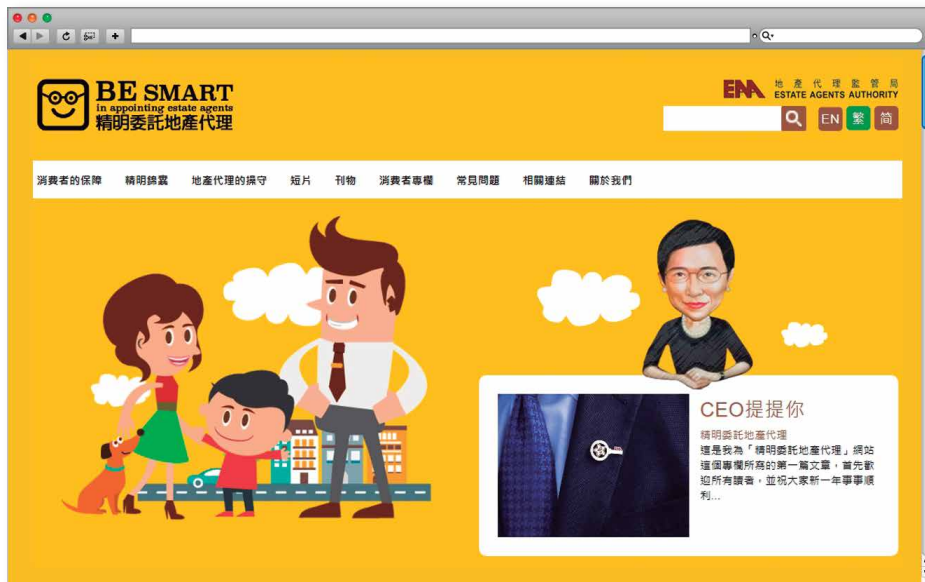 BE SMART
in appointing estate agents
精明委託地產代理
EAA 地產代理監管局
ESTATE AGENTS AUTHORITY
EN 繁 简
消費者的保障 精明錦囊 地產代理的操守 短片 刊物 消費者專欄 常見問題 相關連結 關於我們
CEO提提你
精明委託地產代理
這是我為「精明委託地產代理」網站
這個專欄所寫的第一篇文章，首先歡
迎所有讀者，並祝大家新一年事事順
利...